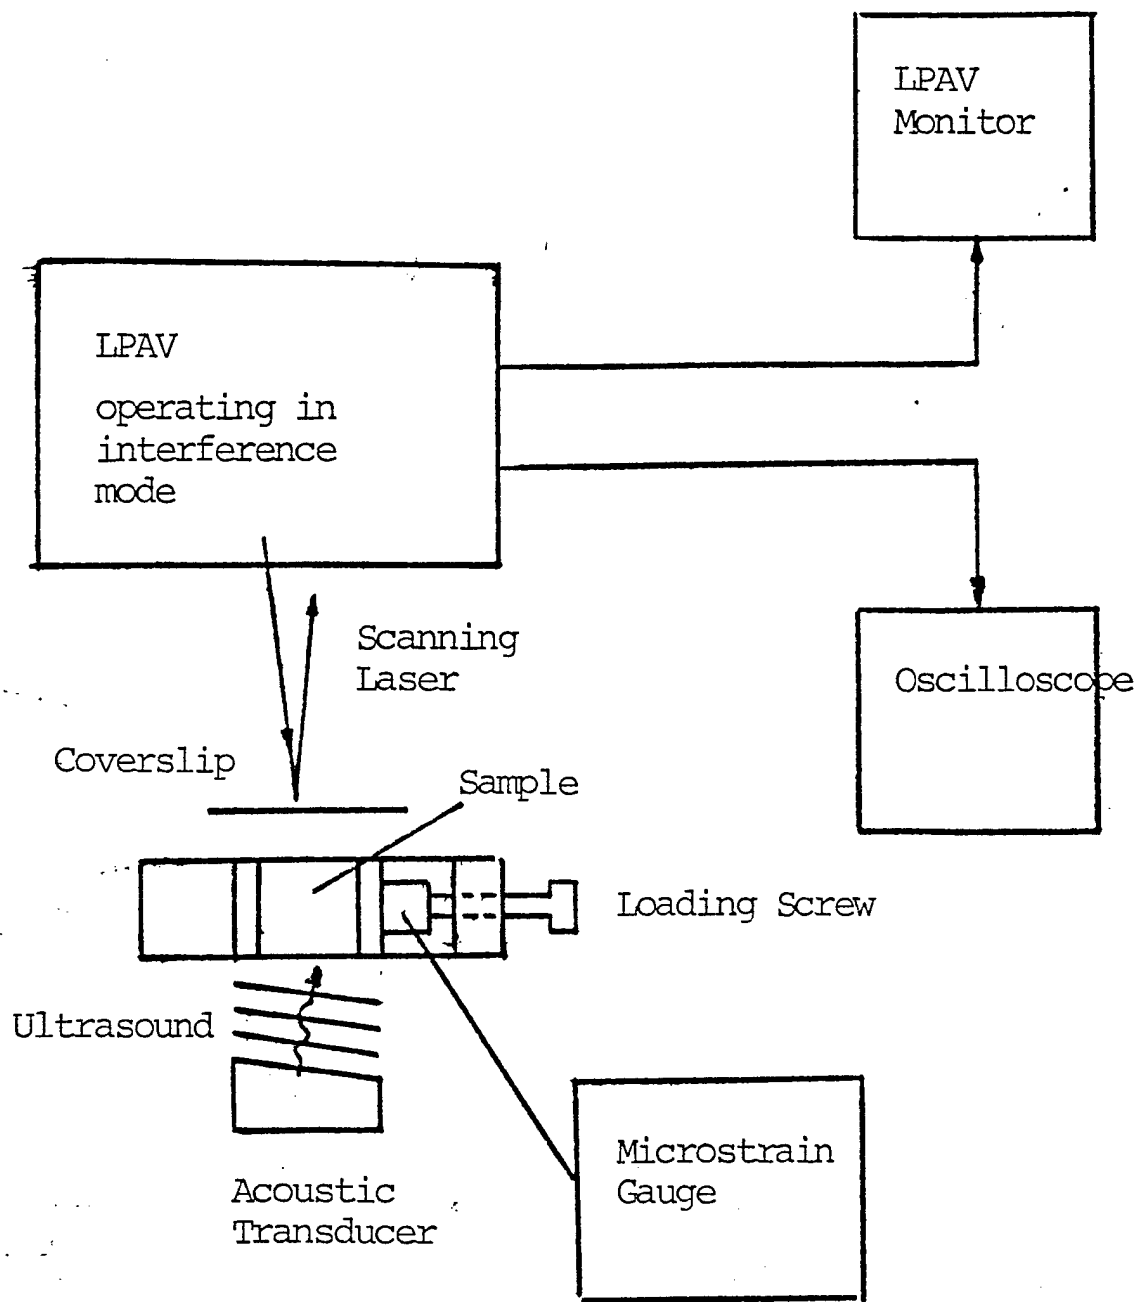 LPAV
Monitor
LPAV
operating in
interference
mode
Scanning
Laser
Oscilloscope
Coverslip
Sample
Loading Screw
Ultrasound
Microstrain
Gauge
Acoustic
Transducer